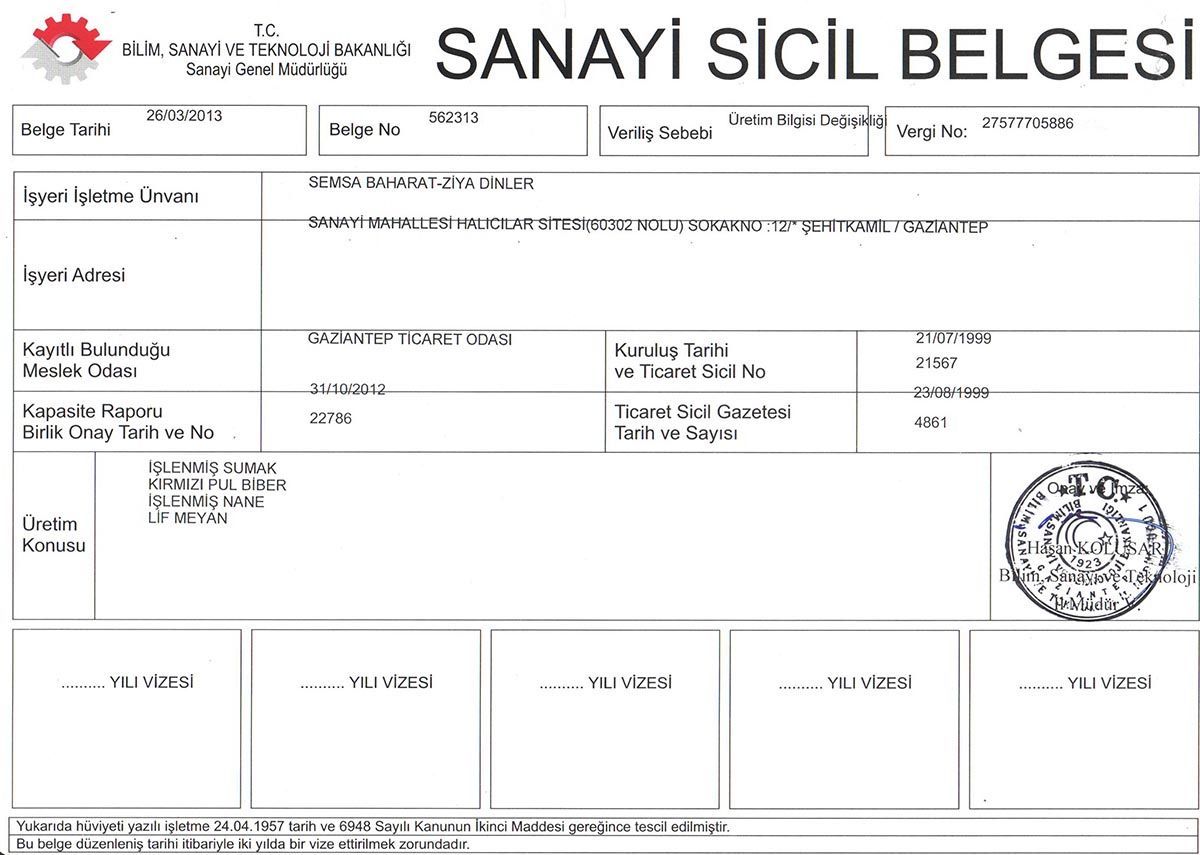 T.C.
BİLİM, SANAYİ VE TEKNOLOJİ BAKANLIĞI
Sanayi Genel Müdürlüğü
SANAYİ SİCİL BELGESİ
Belge Tarihi 26/03/2013
Belge No 562313
Veriliş Sebebi Üretim Bilgisi Değişikliği
Vergi No: 27577705886
İşyeri İşletme Ünvanı SEMSA BAHARAT-ZİYA DİNLER
İşyeri Adresi SANAYİ MAHALLESİ HALICILAR SİTESİ(60302 NOLU) SOKAKNO :12/* ŞEHİTKAMİL / GAZİANTEP
Kayıtlı Bulunduğu
Meslek Odası
GAZİANTEP TİCARET ODASI
Kuruluş Tarihi
ve Ticaret Sicil No
21/07/1999
21567
Kapasite Raporu
Birlik Onay Tarih ve No
31/10/2012
22786
Ticaret Sicil Gazetesi
Tarih ve Sayısı
23/08/1999
4861
Üretim
Konusu
İŞLENMİŞ SUMAK
KIRMIZI PUL BİBER
İŞLENMİŞ NANE
LİF MEYAN
Onay ve İmza
T.C.
1923
Hasan KOLUSARI
Bilim, Sanayi ve Teknoloji
İl Müdür
.......... YILI VİZESİ
.......... YILI VİZESİ
.......... YILI VİZESİ
.......... YILI VİZESİ
.......... YILI VİZESİ
Yukarıda hüviyeti yazılı işletme 24.04.1957 tarih ve 6948 Sayılı Kanunun İkinci Maddesi gereğince tescil edilmiştir.
Bu belge düzenleniş tarihi itibariyle iki yılda bir vize ettirilmek zorundadır.